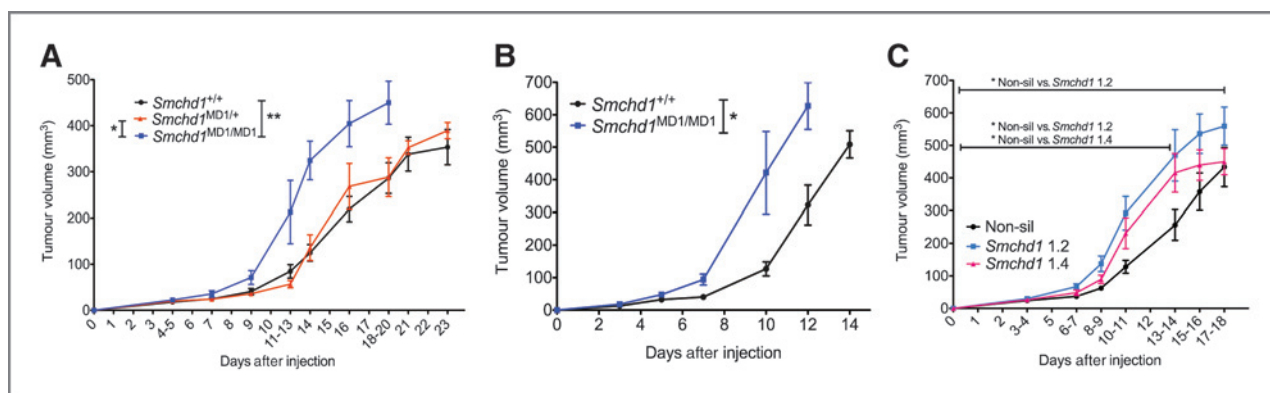 A
Tumour volume (mm³)
500
400
300
200
100
0
Smchd1+/+
Smchd1MD1/+
Smchd1MD1/MD1
*
**
0 1 2 3 4-5 6 7 8 9 10 11-13 14 15 16 17 18-20 21 22 23
Days after injection
B
Tumour volume (mm³)
700
600
500
400
300
200
100
0
Smchd1+/+
Smchd1MD1/MD1
*
0 2 4 6 8 10 12 14
Days after injection
C
Tumour volume (mm³)
700
600
500
400
300
200
100
0
* Non-sil vs. Smchd1 1.2
* Non-sil vs. Smchd1 1.2
* Non-sil vs. Smchd1 1.4
Non-sil
Smchd1 1.2
Smchd1 1.4
0 1 2 3-4 5 6-7 8-9 10-11 12 13-14 15-16 17-18
Days after injection